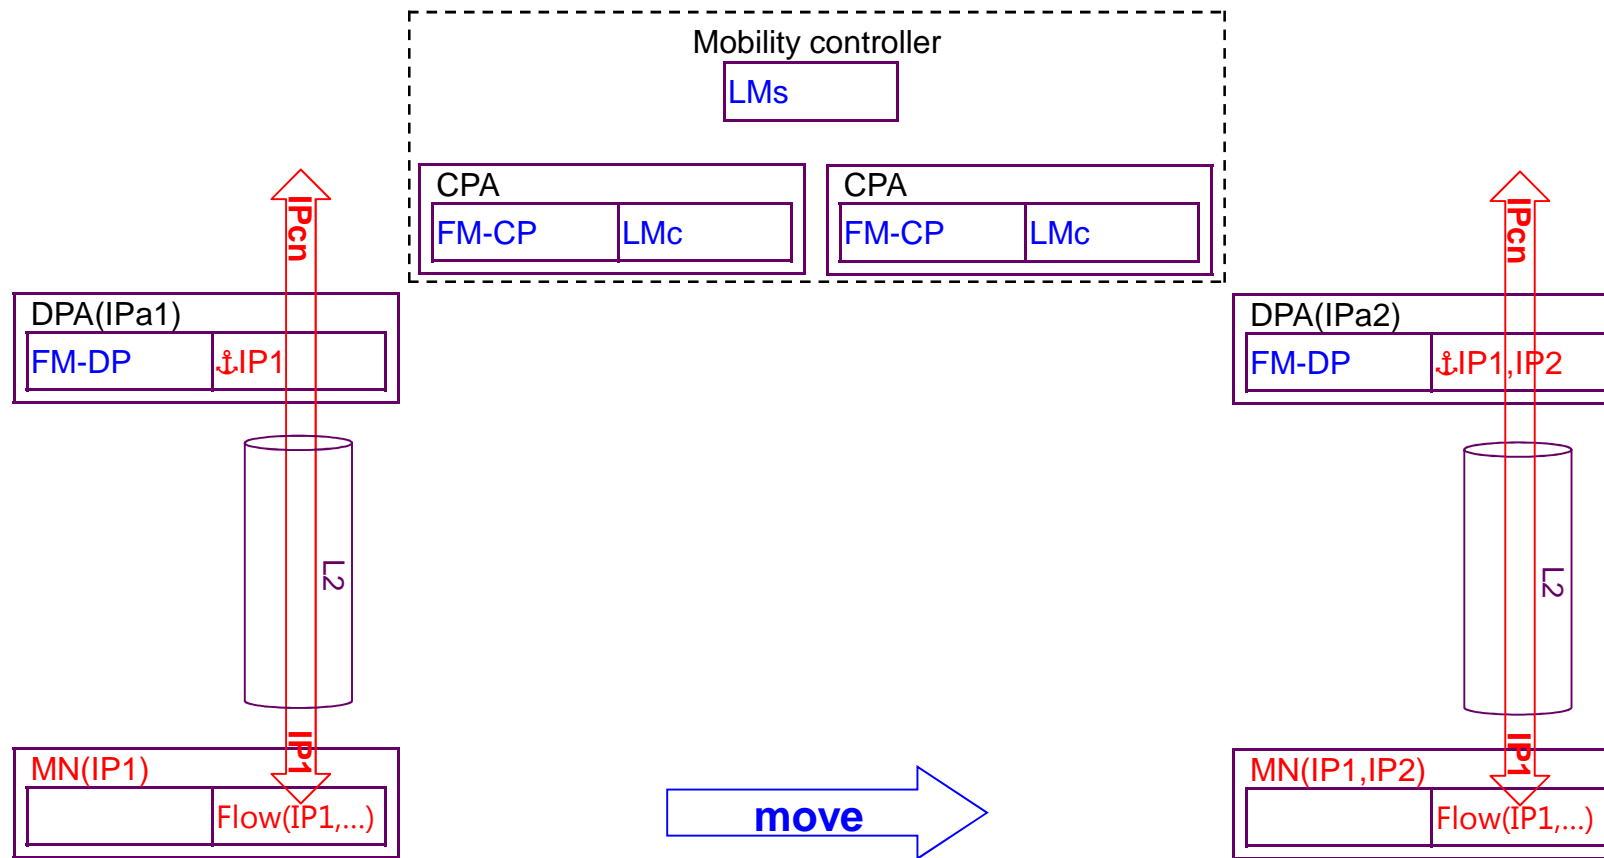 Mobility controller
LMs
CPA
FM-CP
LMc
CPA
FM-CP
LMc
IPcn
DPA(IPa1)
FM-DP
⚓IP1
L2
IP1
MN(IP1)
Flow(IP1,...)
move
IPcn
DPA(IPa2)
FM-DP
⚓IP1,IP2
L2
IP1
MN(IP1,IP2)
Flow(IP1,...)